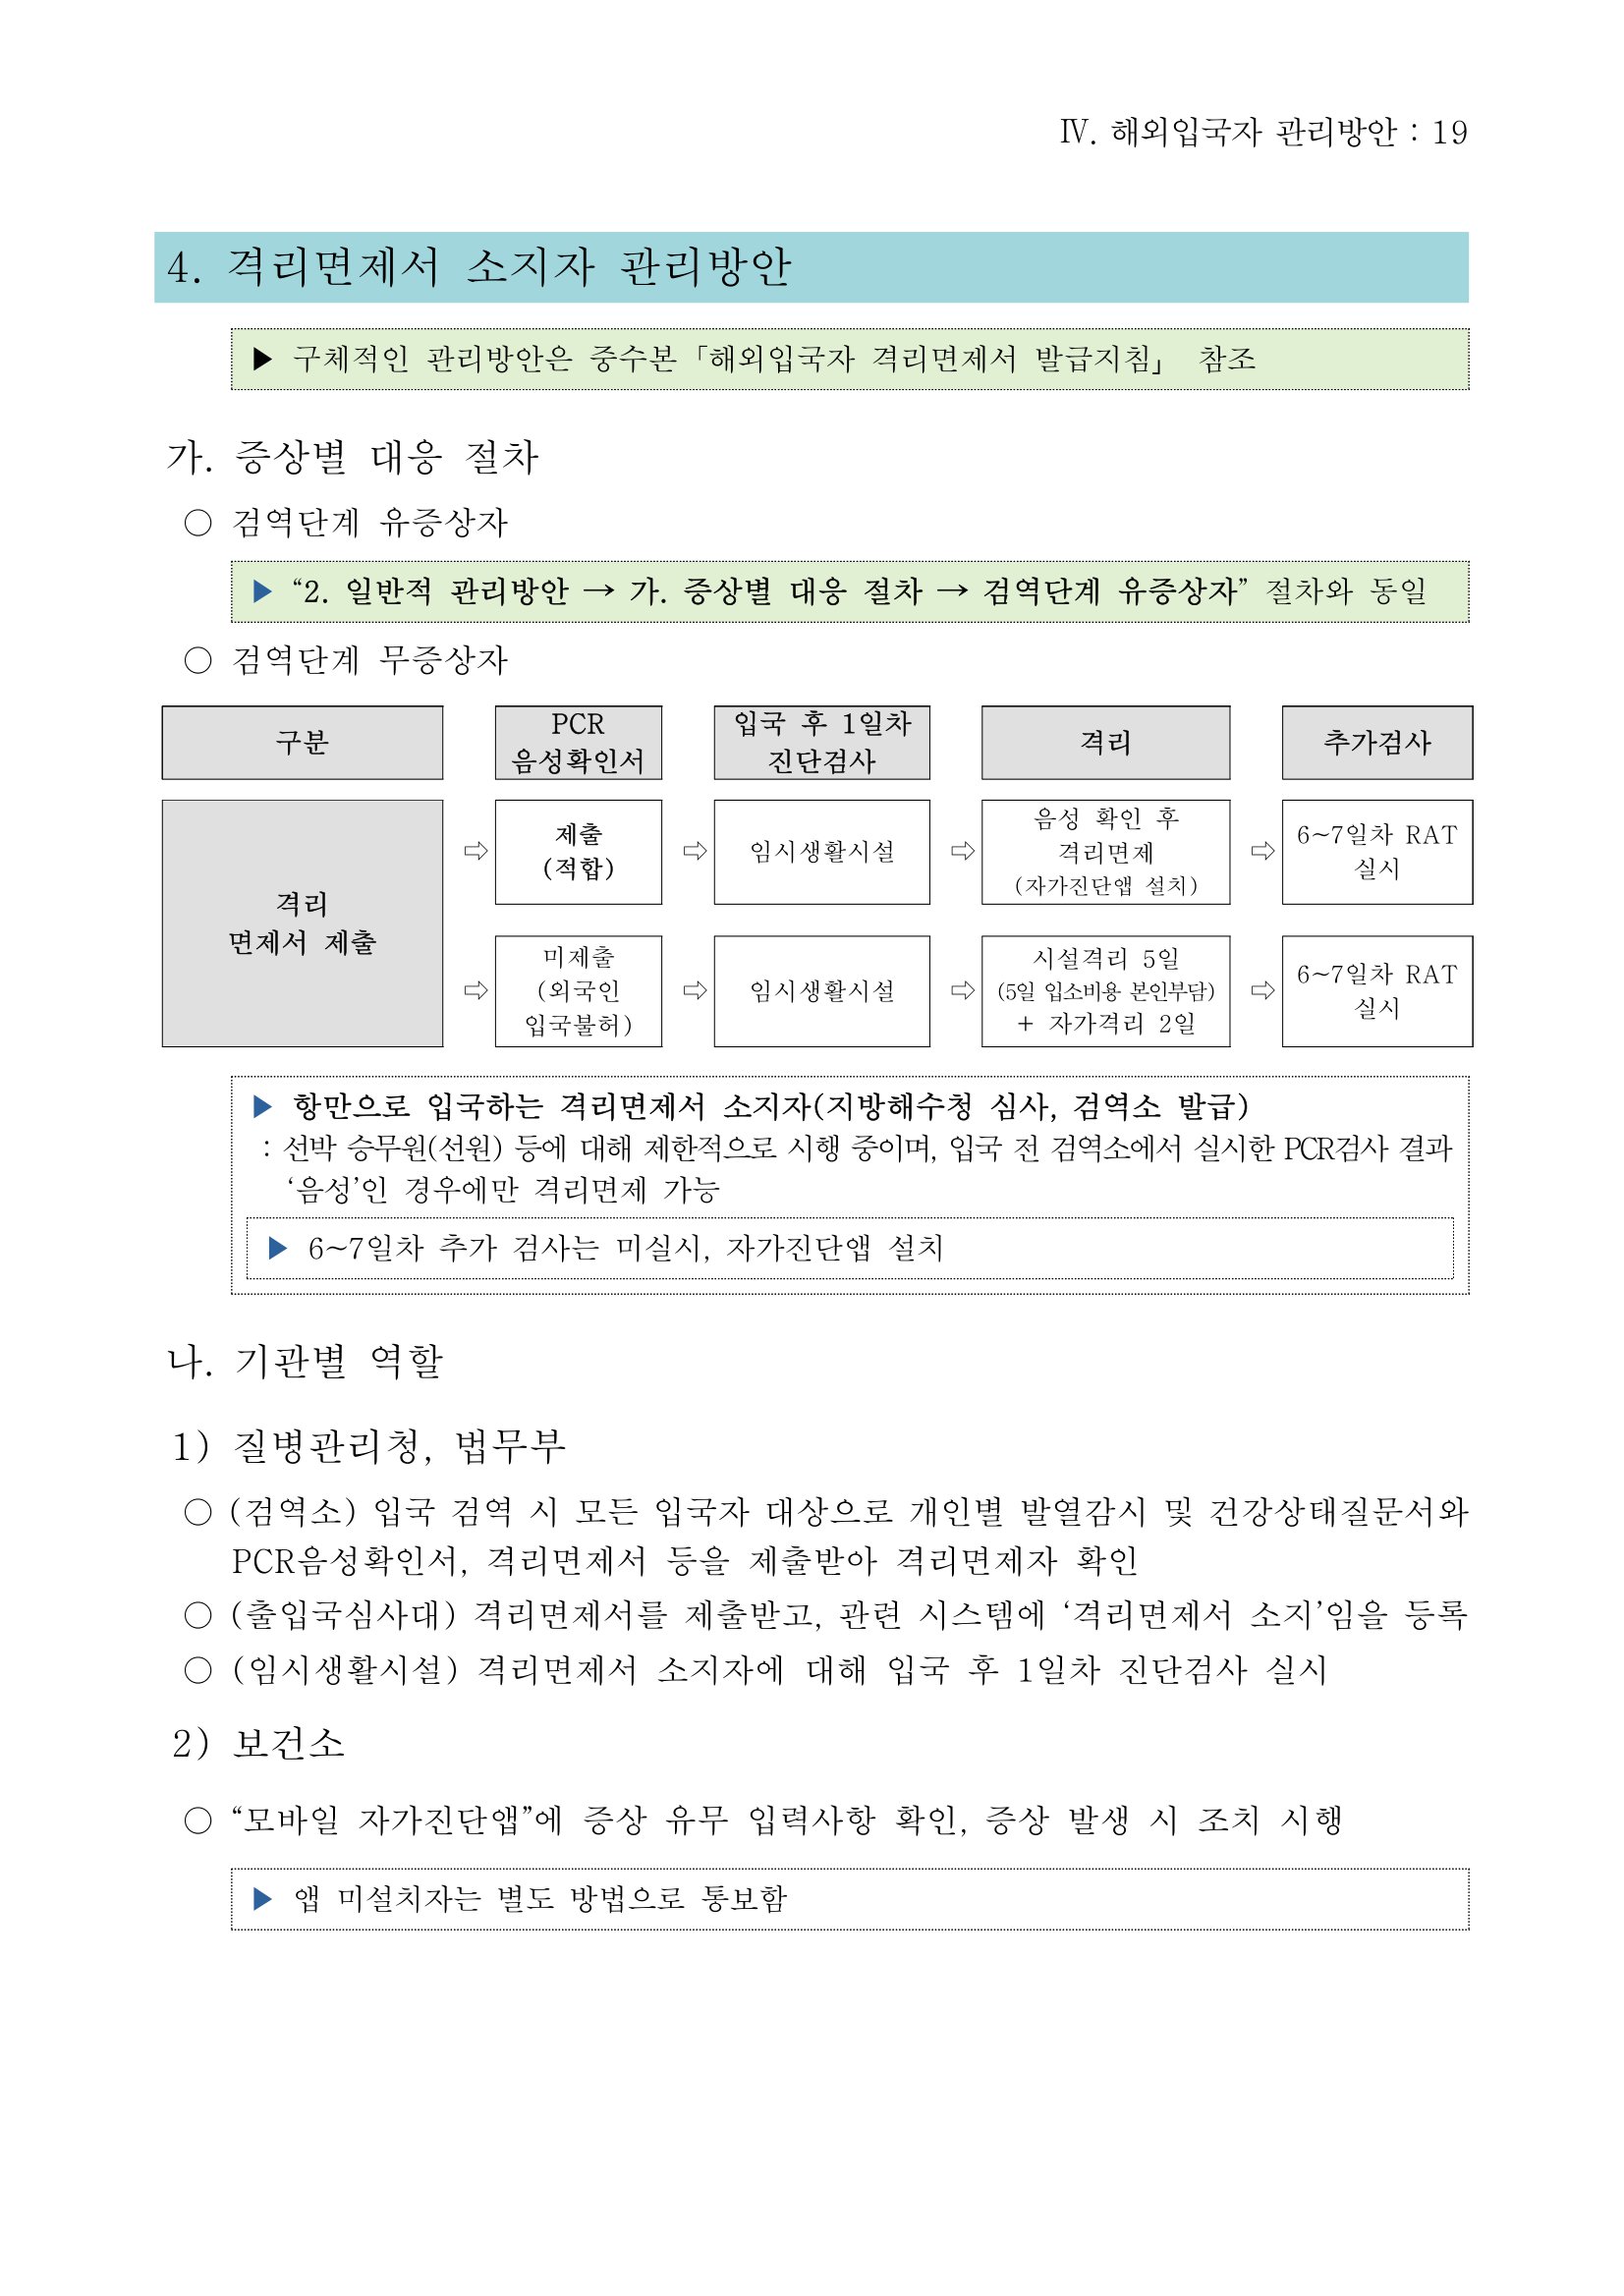 Ⅳ. 해외입국자 관리방안 : 19
4. 격리면제서 소지자 관리방안
▶ 구체적인 관리방안은 중수본「해외입국자 격리면제서 발급지침」 참조
가. 증상별 대응 절차
○ 검역단계 유증상자
▶ “2. 일반적 관리방안 → 가. 증상별 대응 절차 → 검역단계 유증상자” 절차와 동일
○ 검역단계 무증상자
구분
PCR
음성확인서
입국 후 1일차
진단검사
격리
추가검사
격리
면제서 제출
⇨
제출
(적합)
⇨
임시생활시설
⇨
음성 확인 후
격리면제
(자가진단앱 설치)
⇨
6~7일차 RAT
실시
⇨
미제출
(외국인
입국불허)
⇨
임시생활시설
⇨
시설격리 5일
(5일 입소비용 본인부담)
+ 자가격리 2일
⇨
6~7일차 RAT
실시
▶ 항만으로 입국하는 격리면제서 소지자(지방해수청 심사, 검역소 발급)
: 선박 승무원(선원) 등에 대해 제한적으로 시행 중이며, 입국 전 검역소에서 실시한 PCR검사 결과
‘음성’인 경우에만 격리면제 가능
▶ 6~7일차 추가 검사는 미실시, 자가진단앱 설치
나. 기관별 역할
1) 질병관리청, 법무부
○ (검역소) 입국 검역 시 모든 입국자 대상으로 개인별 발열감시 및 건강상태질문서와
PCR음성확인서, 격리면제서 등을 제출받아 격리면제자 확인
○ (출입국심사대) 격리면제서를 제출받고, 관련 시스템에 ‘격리면제서 소지’임을 등록
○ (임시생활시설) 격리면제서 소지자에 대해 입국 후 1일차 진단검사 실시
2) 보건소
○ “모바일 자가진단앱”에 증상 유무 입력사항 확인, 증상 발생 시 조치 시행
▶ 앱 미설치자는 별도 방법으로 통보함